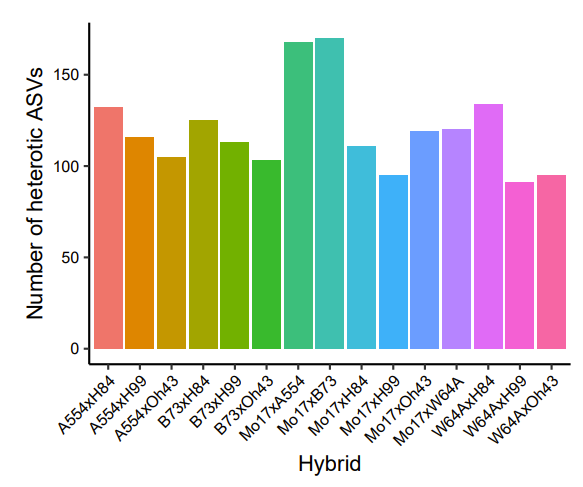 Number of heterotic ASVs
150
100
50
0
A554xH84
A554xH99
A554xOh43
B73xH84
B73xH99
B73xOh43
Mo17xA554
Mo17xB73
Mo17xH84
Mo17xH99
Mo17xOh43
Mo17xW64A
W64AxH84
W64AxH99
W64AxOh43
Hybrid